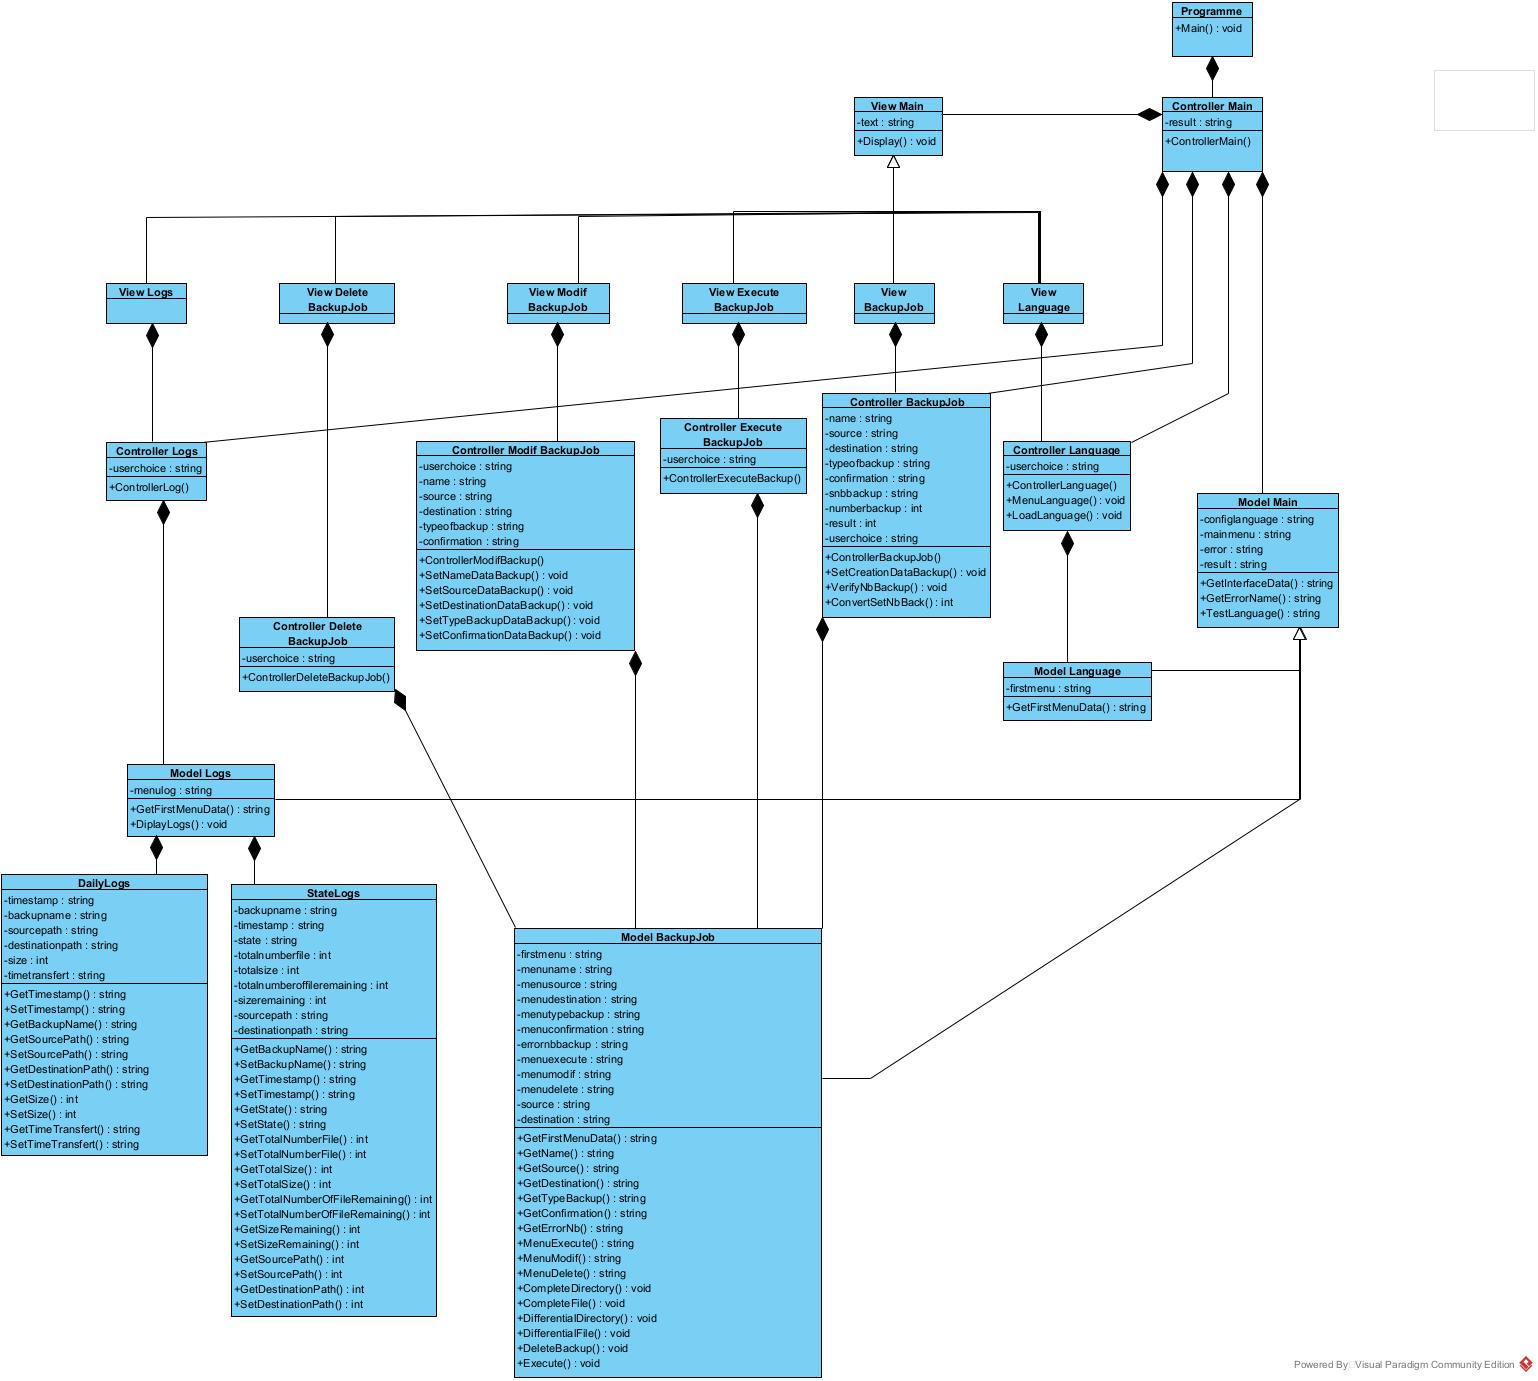 Programme
+Main() : void
View Main
-text : string
+Display() : void
Controller Main
-result : string
+ControllerMain()
View Logs
View Delete
BackupJob
View Modif
BackupJob
View Execute
BackupJob
View
BackupJob
View
Language
Controller Logs
-userchoice : string
+ControllerLog()
Controller Modif BackupJob
-userchoice : string
-name : string
-source : string
-destination : string
-typeofbackup : string
-confirmation : string
+ControllerModifBackup()
+SetNameDataBackup() : void
+SetSourceDataBackup() : void
+SetDestinationDataBackup() : void
+SetTypeBackupDataBackup() : void
+SetConfirmationDataBackup() : void
Controller Execute
BackupJob
-userchoice : string
+ControllerExecuteBackup()
Controller BackupJob
-name : string
-source : string
-destination : string
-typeofbackup : string
-confirmation : string
-snbbackup : string
-numberbackup : int
-result : int
-userchoice : string
+ControllerBackupJob()
+SetCreationDataBackup() : void
+VerifyNbBackup() : void
+ConvertSetNbBack() : int
Controller Language
-userchoice : string
+ControllerLanguage()
+MenuLanguage() : void
+LoadLanguage() : void
Model Main
-configlanguage : string
-mainmenu : string
-error : string
-result : string
+GetInterfaceData() : string
+GetErrorName() : string
+TestLanguage() : string
Controller Delete
BackupJob
-userchoice : string
+ControllerDeleteBackupJob()
Model Language
-firstmenu : string
+GetFirstMenuData() : string
Model Logs
-menulog : string
+GetFirstMenuData() : string
+DiplayLogs() : void
DailyLogs
-timestamp : string
-backupname : string
-sourcepath : string
-destinationpath : string
-size : int
-timetransfert : string
+GetTimestamp() : string
+SetTimestamp() : string
+GetBackupName() : string
+GetSourcePath() : string
+SetSourcePath() : string
+GetDestinationPath() : string
+SetDestinationPath() : string
+GetSize() : int
+SetSize() : int
+GetTimeTransfert() : string
+SetTimeTransfert() : string
StateLogs
-backupname : string
-timestamp : string
-state : string
-totalnumberfile : int
-totalsize : int
-totalnumberoffileremaining : int
-sizeremaining : int
-sourcepath : string
-destinationpath : string
+GetBackupName() : string
+SetBackupName() : string
+GetTimestamp() : string
+SetTimestamp() : string
+GetState() : string
+SetState() : string
+GetTotalNumberFile() : int
+SetTotalNumberFile() : int
+GetTotalSize() : int
+SetTotalSize() : int
+GetTotalNumberOfFileRemaining() : int
+SetTotalNumberOfFileRemaining() : int
+GetSizeRemaining() : int
+SetSizeRemaining() : int
+GetSourcePath() : int
+SetSourcePath() : int
+GetDestinationPath() : int
+SetDestinationPath() : int
Model BackupJob
-firstmenu : string
-menuname : string
-menusource : string
-menudestination : string
-menutypebackup : string
-menuconfirmation : string
-errornbbackup : string
-menuexecute : string
-menumodif : string
-menudelete : string
-source : string
-destination : string
+GetFirstMenuData() : string
+GetName() : string
+GetSource() : string
+GetDestination() : string
+GetTypeBackup() : string
+GetConfirmation() : string
+GetErrorNb() : string
+MenuExecute() : string
+MenuModif() : string
+MenuDelete() : string
+CompleteDirectory() : void
+CompleteFile() : void
+DifferentialDirectory() : void
+DifferentialFile() : void
+DeleteBackup() : void
+Execute() : void
Powered By Visual Paradigm Community Edition